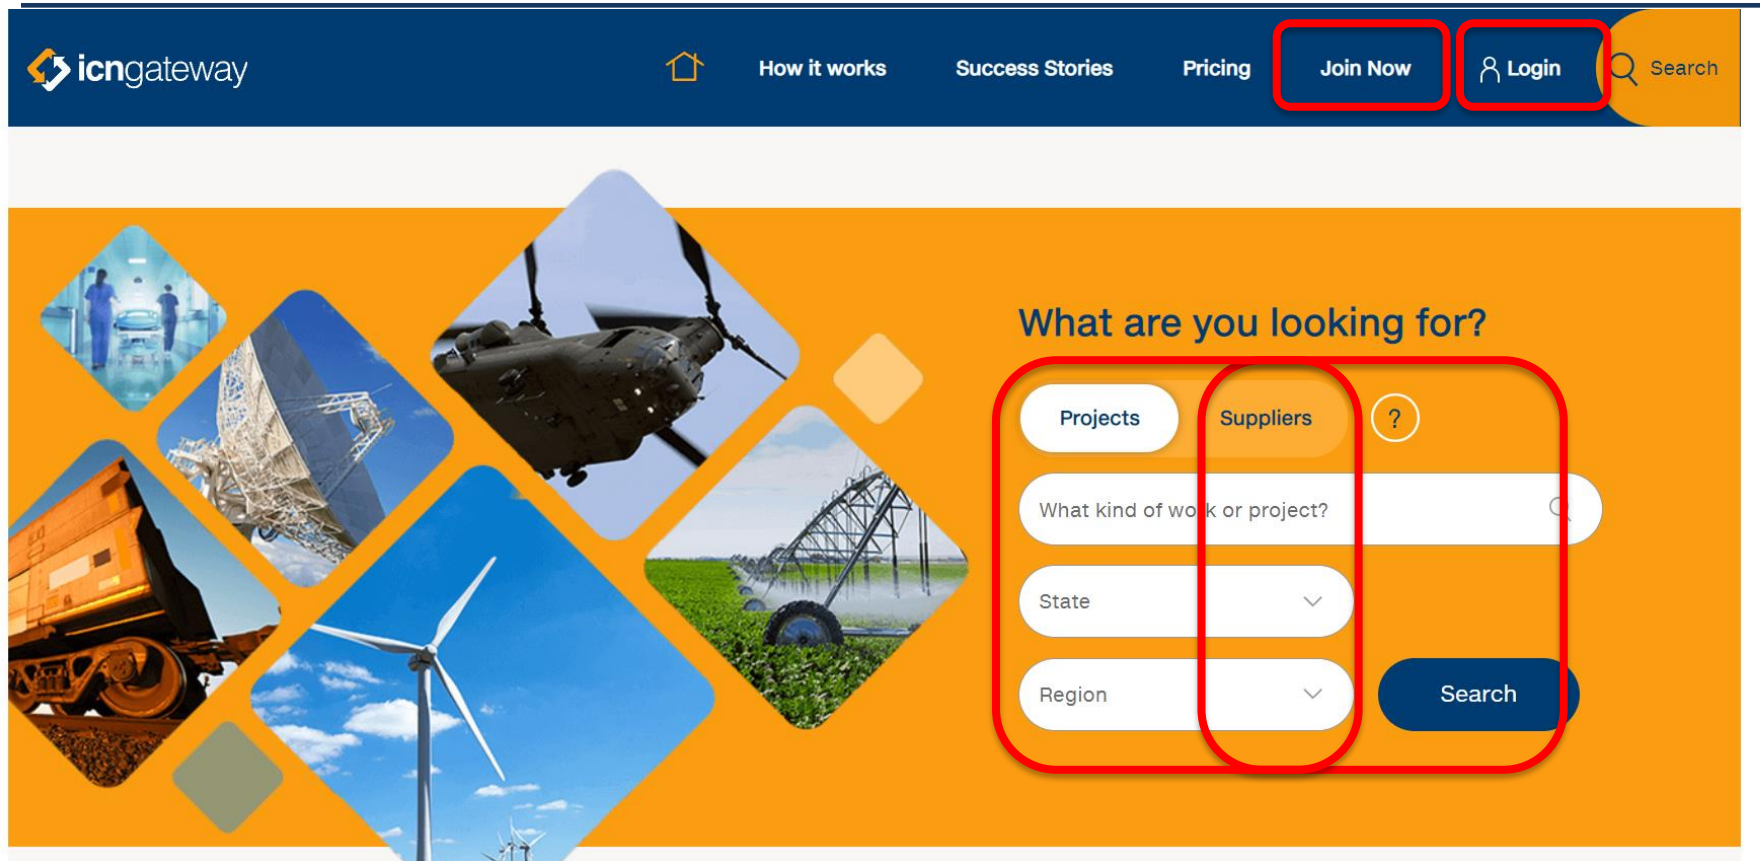 icngateway
How it works
Success Stories
Pricing
Join Now
Login
Search
What are you looking for?
Projects
Suppliers
?
What kind of work or project?
State
Region
Search